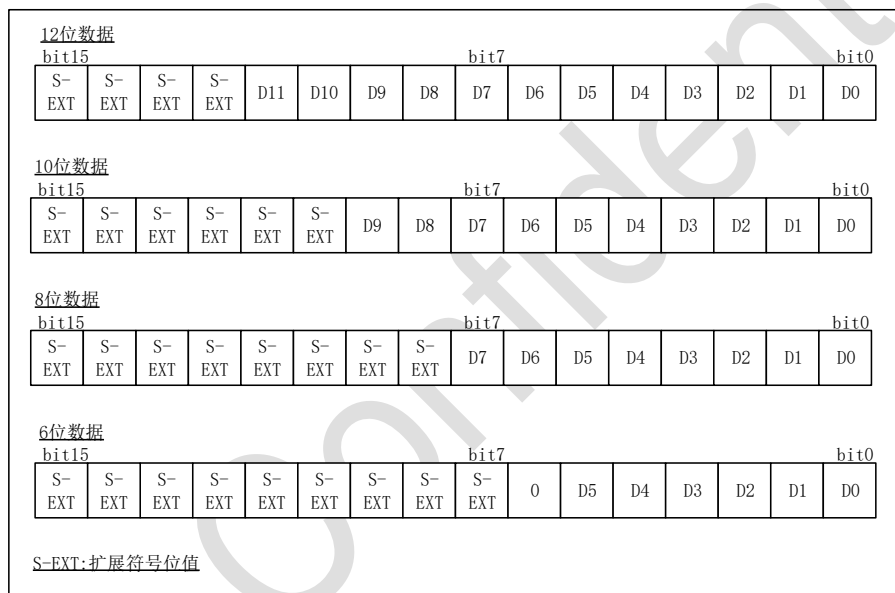 12位数据
bit15 bit7 bit0
S-EXT S-EXT S-EXT S-EXT D11 D10 D9 D8 D7 D6 D5 D4 D3 D2 D1 D0
10位数据
bit15 bit7 bit0
S-EXT S-EXT S-EXT S-EXT S-EXT S-EXT D9 D8 D7 D6 D5 D4 D3 D2 D1 D0
8位数据
bit15 bit7 bit0
S-EXT S-EXT S-EXT S-EXT S-EXT S-EXT S-EXT S-EXT D7 D6 D5 D4 D3 D2 D1 D0
6位数据
bit15 bit7 bit0
S-EXT S-EXT S-EXT S-EXT S-EXT S-EXT S-EXT S-EXT S-EXT 0 D5 D4 D3 D2 D1 D0
S-EXT:扩展符号位值
Confident